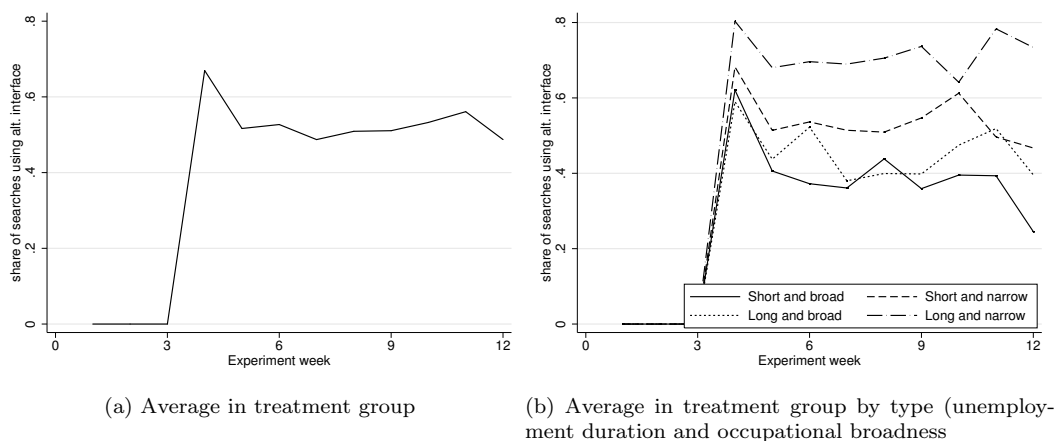 share of searches using alt. interface
.8
.6
.4
.2
0
0 3 6 9 12
Experiment week
(a) Average in treatment group
share of searches using alt. interface
.8
.6
.4
.2
0
Short and broad Short and narrow
Long and broad Long and narrow
0 3 6 9 12
Experiment week
(b) Average in treatment group by type (unemploy-
ment duration and occupational broadness